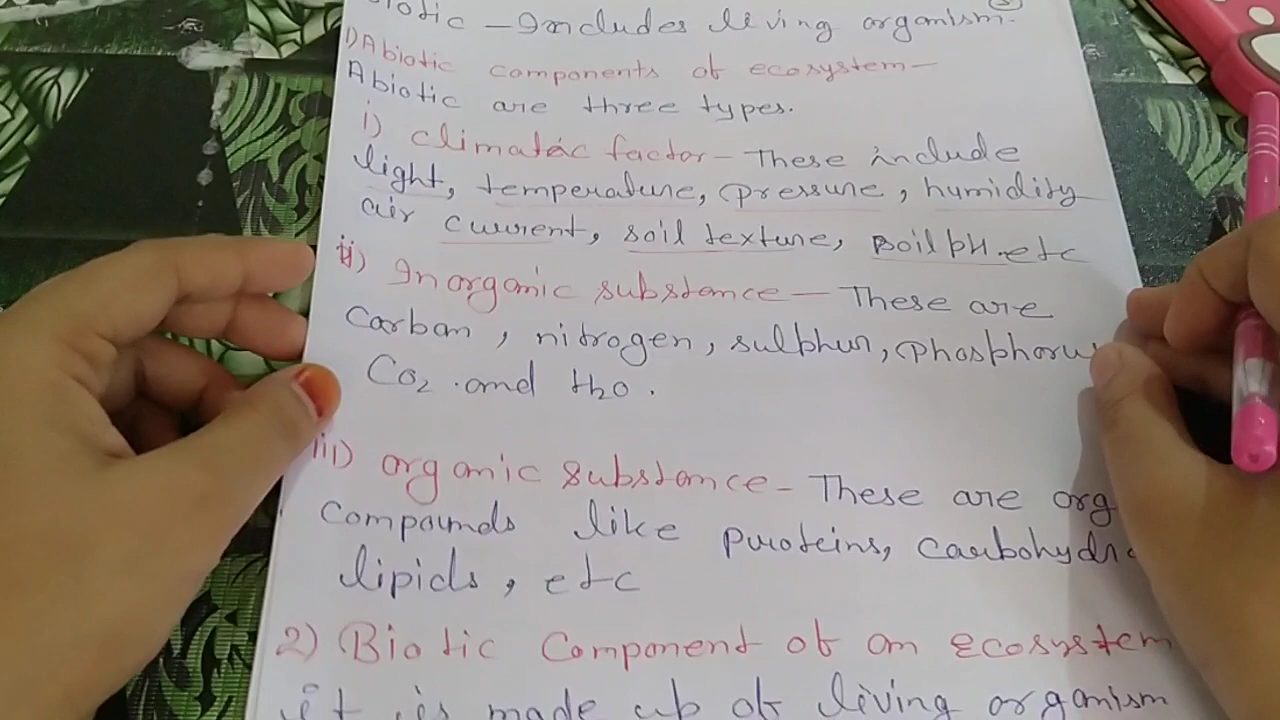 iotic - Includes living organism. 3
1) Abiotic components of ecosystem-
Abiotic are three types.
i) climatic factor - These include
light, temperature, pressure, humidity
air current, soil texture, soil pH. etc
ii) Inorganic substance - These are
Carbon, nitrogen, sulphur, phosphoru
CO2 . and H2O.
iii) organic substance - These are org
Compounds like proteins, carbohydr
lipids, etc
2) Biotic Component of an ecosystem
it is made up of living organism